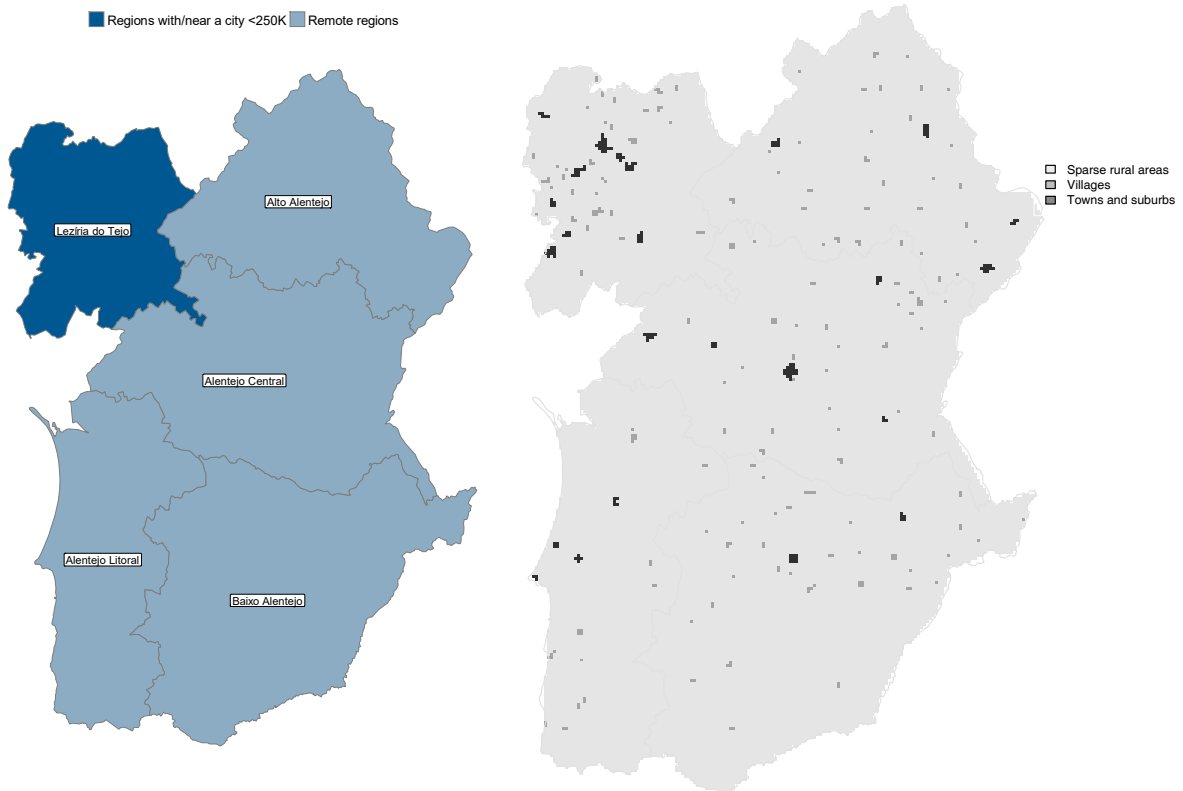 Regions with/near a city <250K Remote regions
Sparse rural areas
Villages
Towns and suburbs
Alto Alentejo
Lezíria do Tejo
Alentejo Central
Alentejo Litoral
Baixo Alentejo